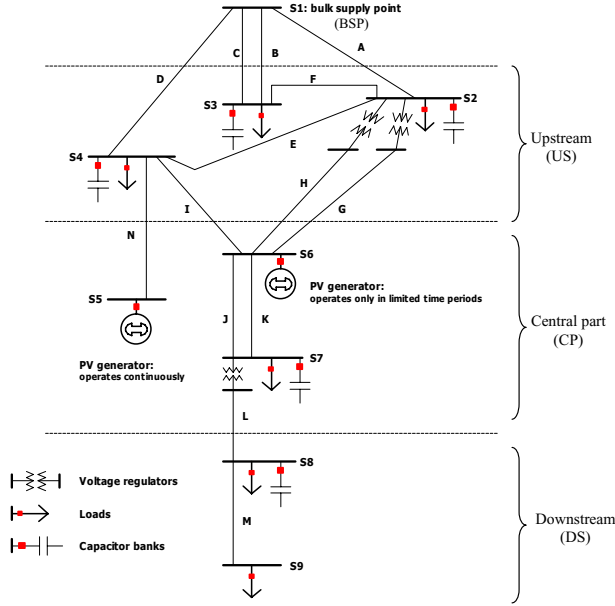 S1: bulk supply point
(BSP)
A
C
B
D
F
S3
S2
Upstream
(US)
E
S4
H
I
G
N
S6
PV generator:
operates only in limited time periods
S5
Central part
(CP)
J
K
S7
PV generator:
operates continuously
L
S8
Voltage regulators
Loads
M
Downstream
(DS)
Capacitor banks
S9